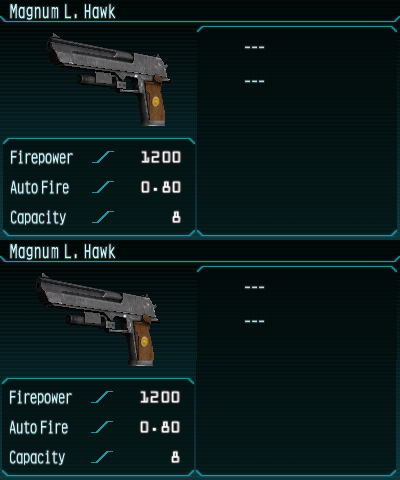 Magnum L. Hawk
---
---
Firepower 1200
Auto Fire 0.80
Capacity 8
Magnum L. Hawk
---
---
Firepower 1200
Auto Fire 0.80
Capacity 8